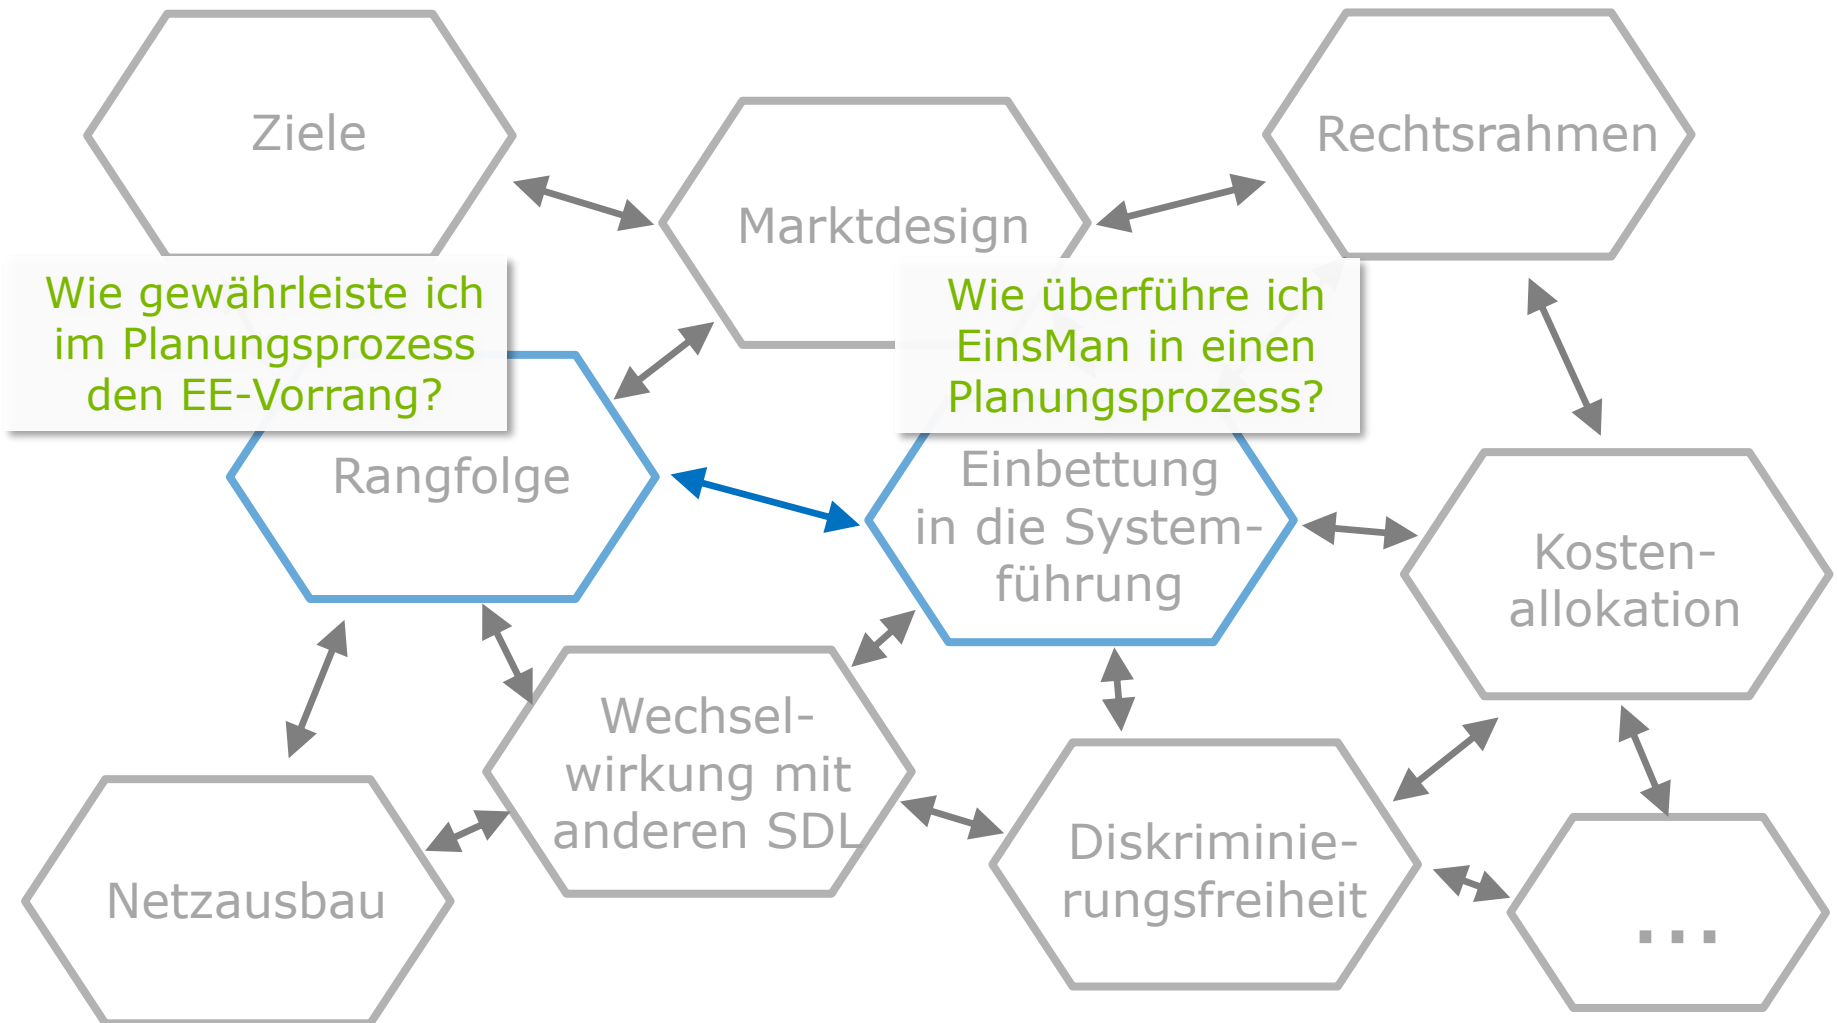 Ziele
Marktdesign
Rechtsrahmen
Wie gewährleiste ich
im Planungsprozess
den EE-Vorrang?
Wie überführe ich
EinsMan in einen
Planungsprozess?
Rangfolge
Einbettung
in die System-
führung
Kosten-
allokation
Wechsel-
wirkung mit
anderen SDL
Diskriminie-
rungsfreiheit
Netzausbau
...